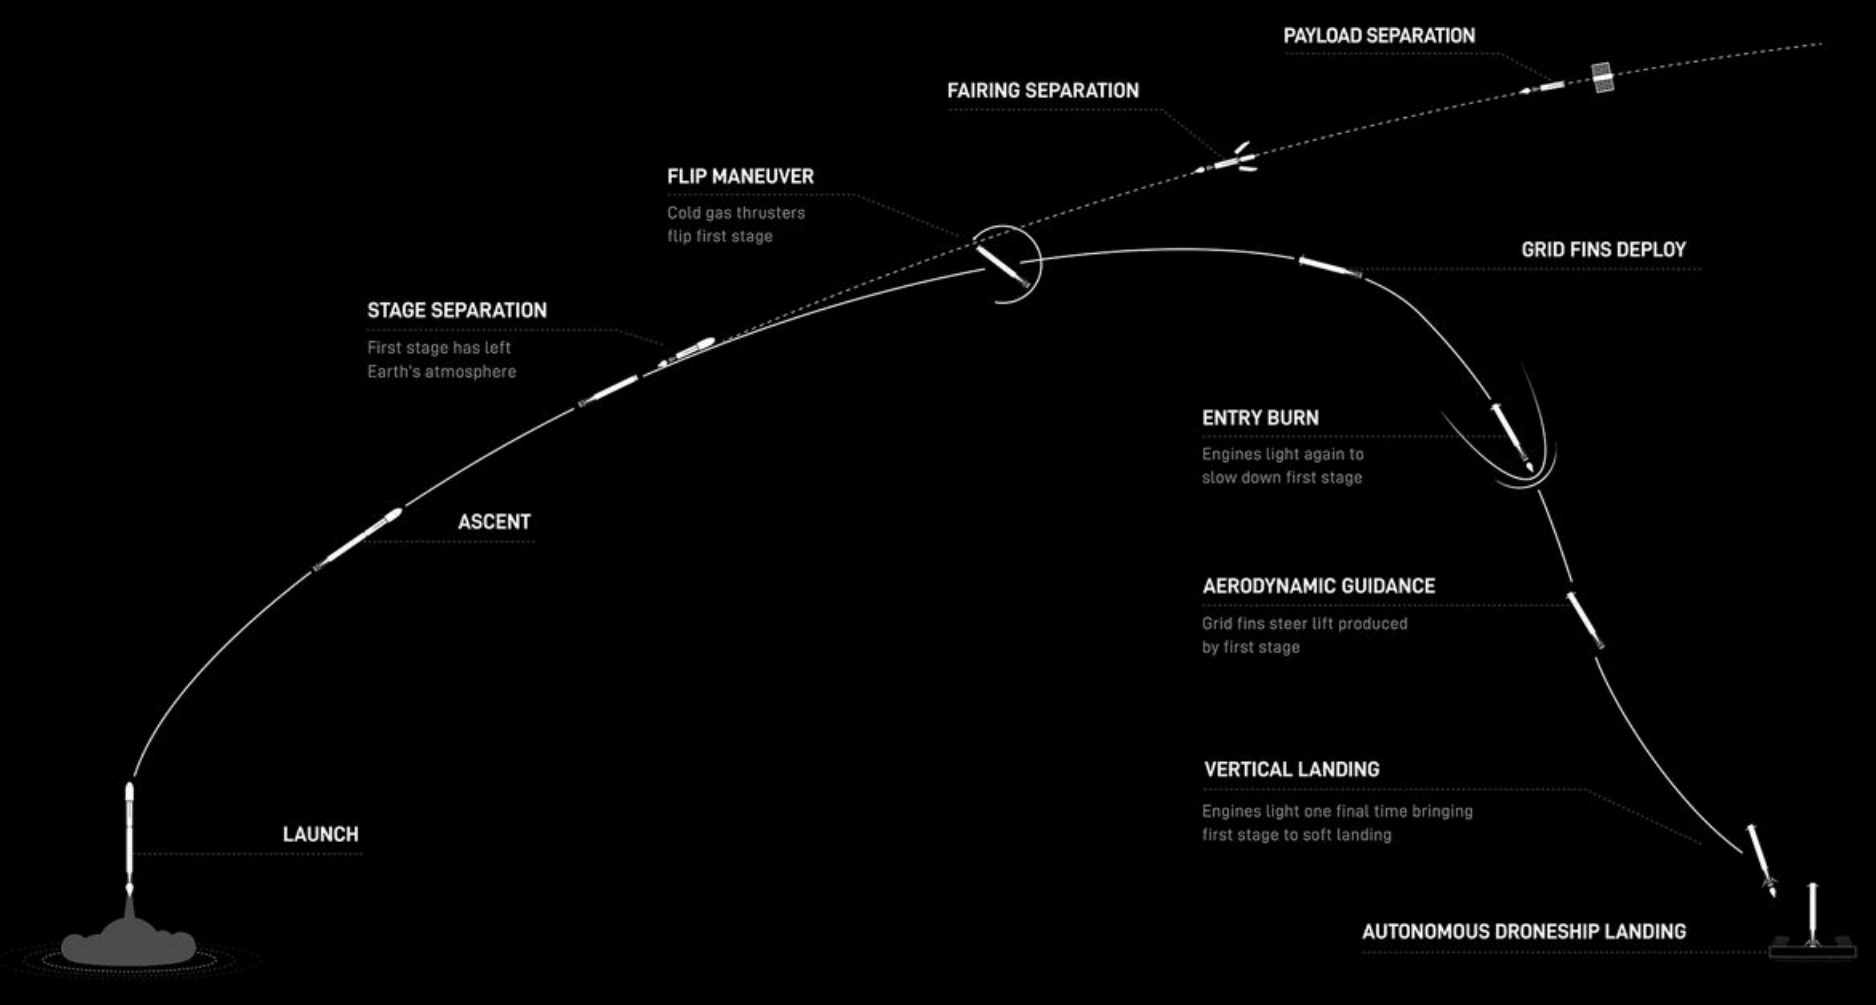 PAYLOAD SEPARATION
FAIRING SEPARATION
FLIP MANEUVER
Cold gas thrusters
flip first stage
GRID FINS DEPLOY
STAGE SEPARATION
First stage has left
Earth's atmosphere
ENTRY BURN
Engines light again to
slow down first stage
ASCENT
AERODYNAMIC GUIDANCE
Grid fins steer lift produced
by first stage
VERTICAL LANDING
Engines light one final time bringing
first stage to soft landing
LAUNCH
AUTONOMOUS DRONESHIP LANDING